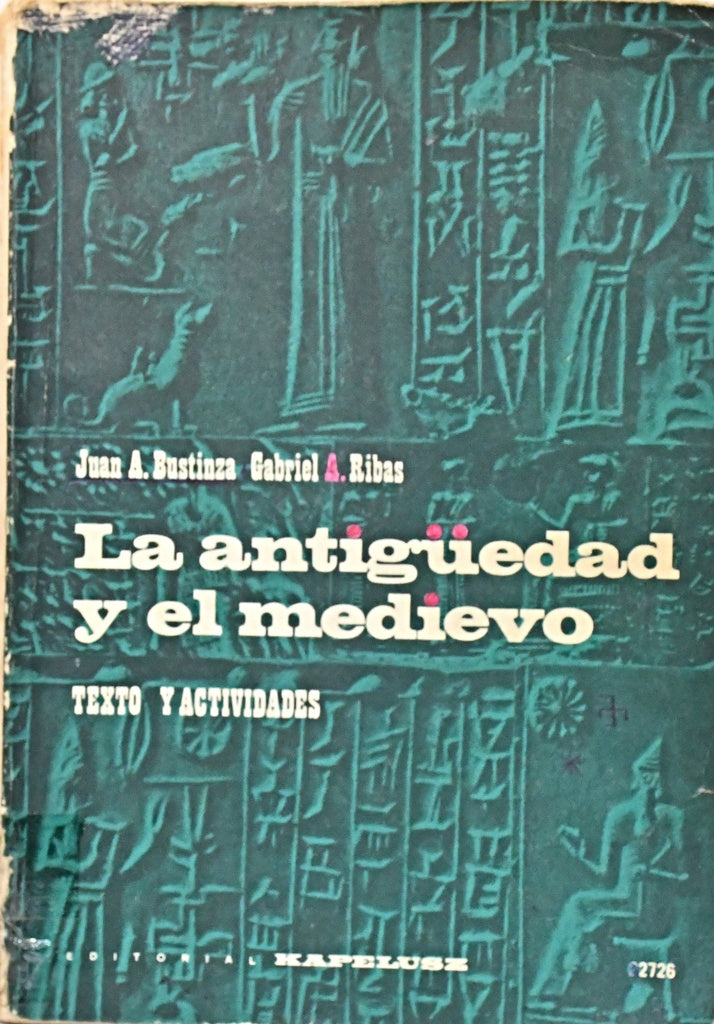 Juan A. Bustinza Gabriel A. Ribas
La antigüedad
y el medievo
TEXTO Y ACTIVIDADES
EDITORIAL KAPELUSZ
2726